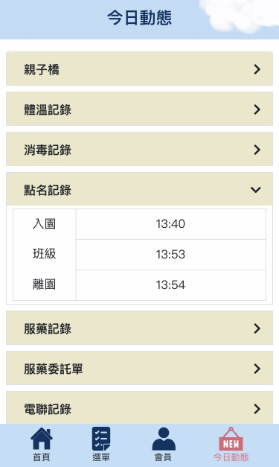 今日動態
親子橋
體溫記錄
消毒記錄
點名記錄
入園 13:40
班級 13:53
離園 13:54
服藥記錄
服藥委託單
電聯記錄
NEW
首頁 選單 會員 今日動態